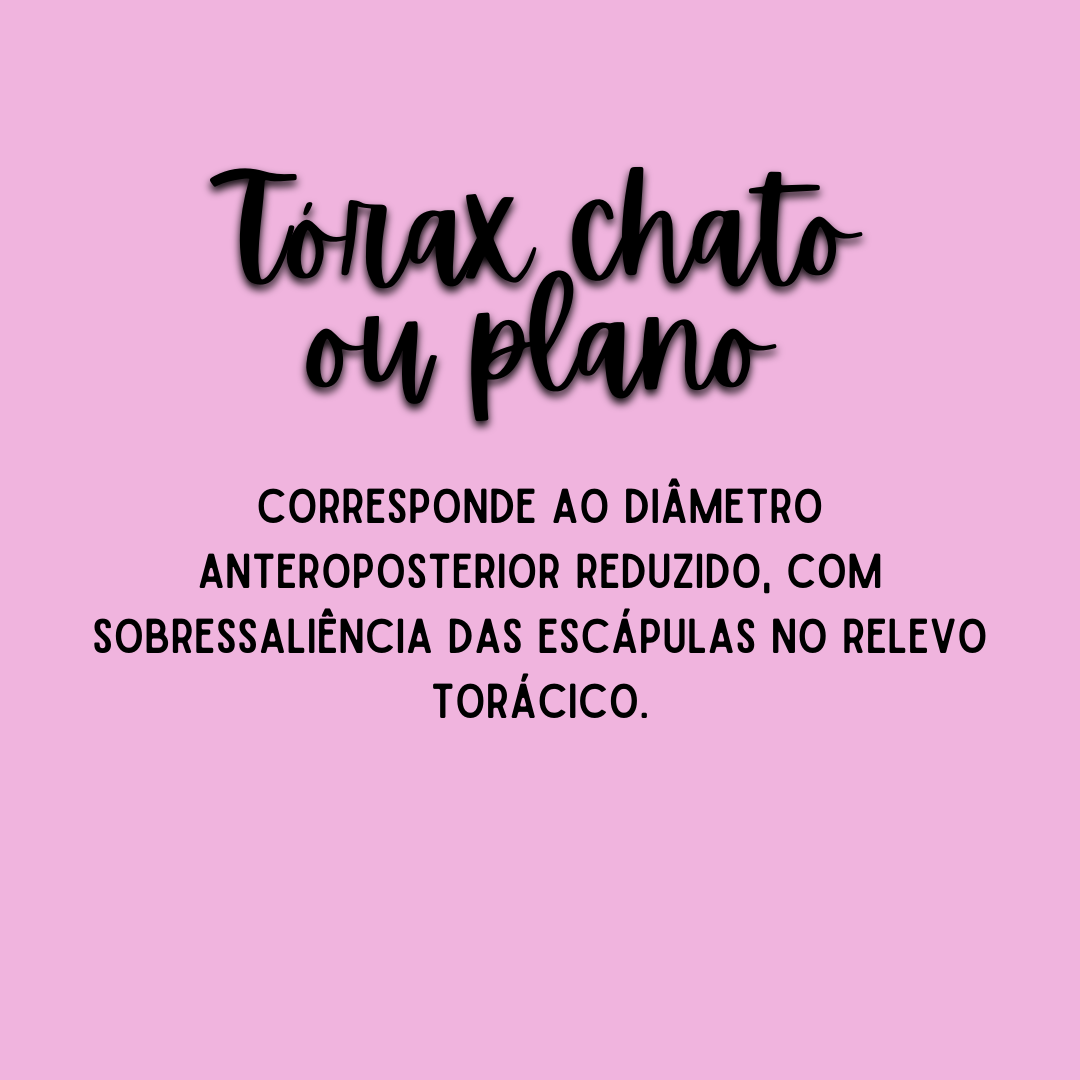 Tórax chato
ou plano
CORRESPONDE AO DIÂMETRO
ANTEROPOSTERIOR REDUZIDO, COM
SOBRESSALIÊNCIA DAS ESCÁPULAS NO RELEVO
TORÁCICO.